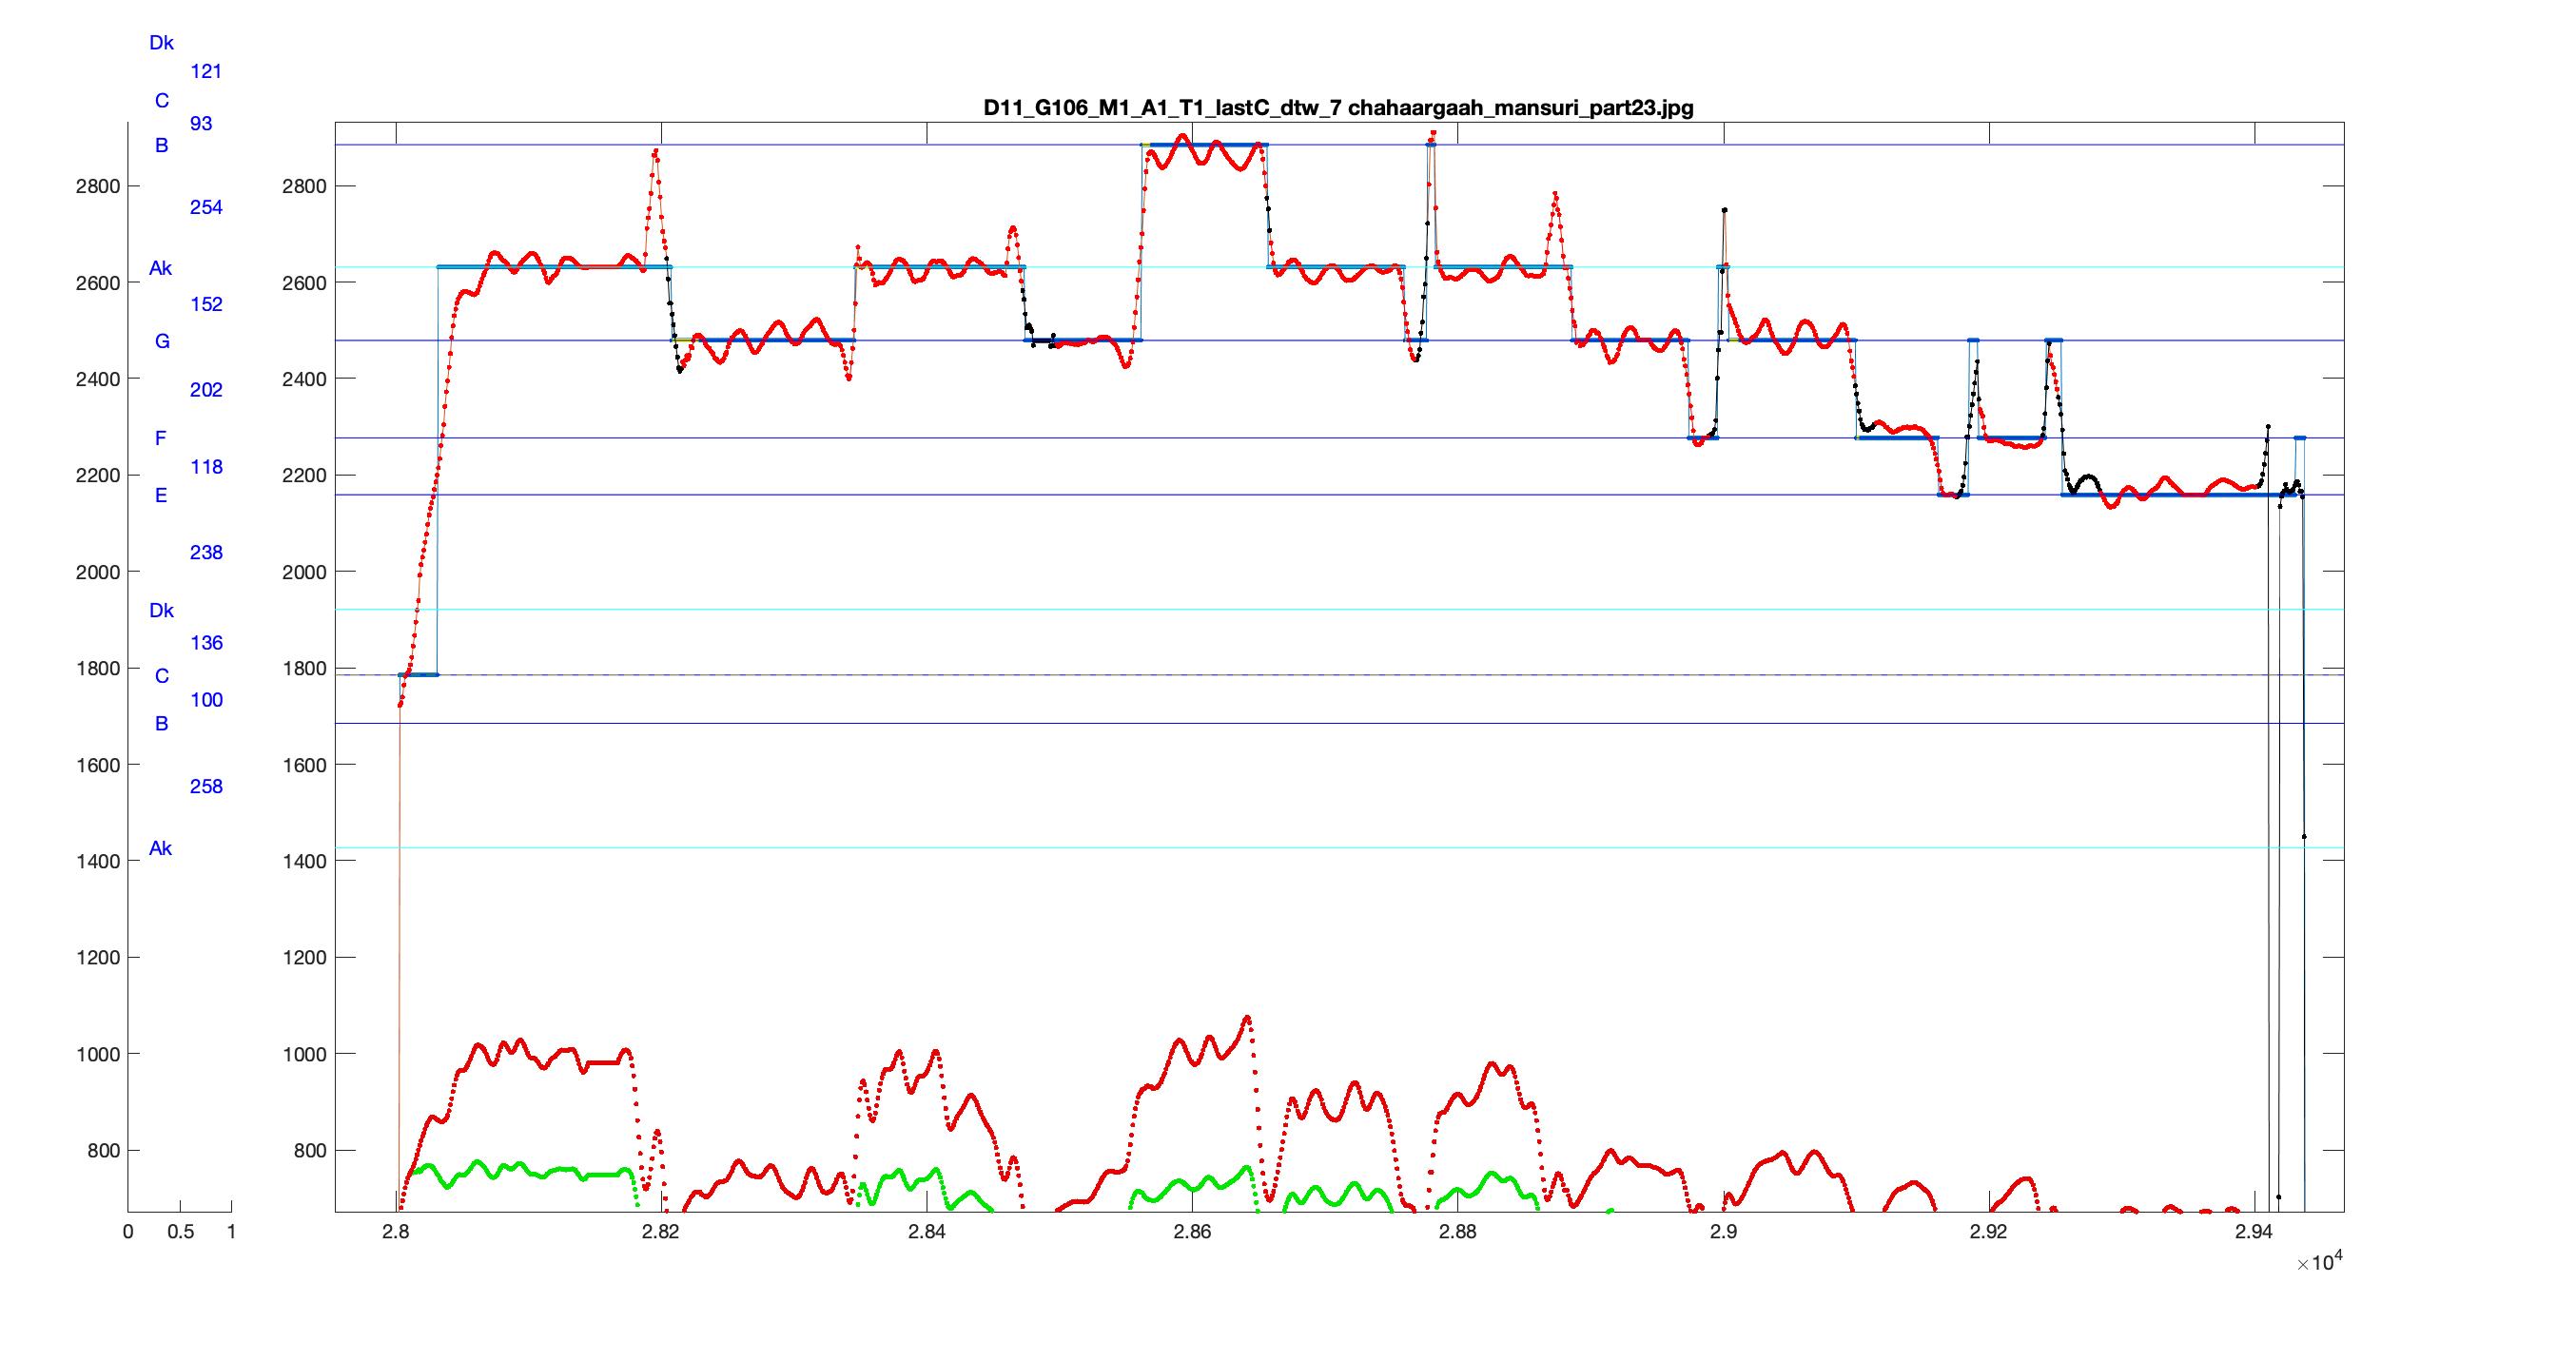 D11_G106_M1_A1_T1_lastC_dtw_7 chahaargaah_mansuri_part23.jpg
Dk
121
C
93
B
254
Ak
152
G
202
F
118
E
238
Dk
136
C
100
B
258
Ak
2800
2600
2400
2200
2000
1800
1600
1400
1200
1000
800
0 0.5 1
2800
2600
2400
2200
2000
1800
1600
1400
1200
1000
800
2.8 2.82 2.84 2.86 2.88 2.9 2.92 2.94
×10⁴